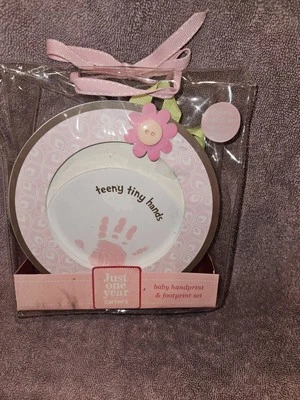 teeny tiny hands
Just
one
year
carter's
baby handprint
& footprint set